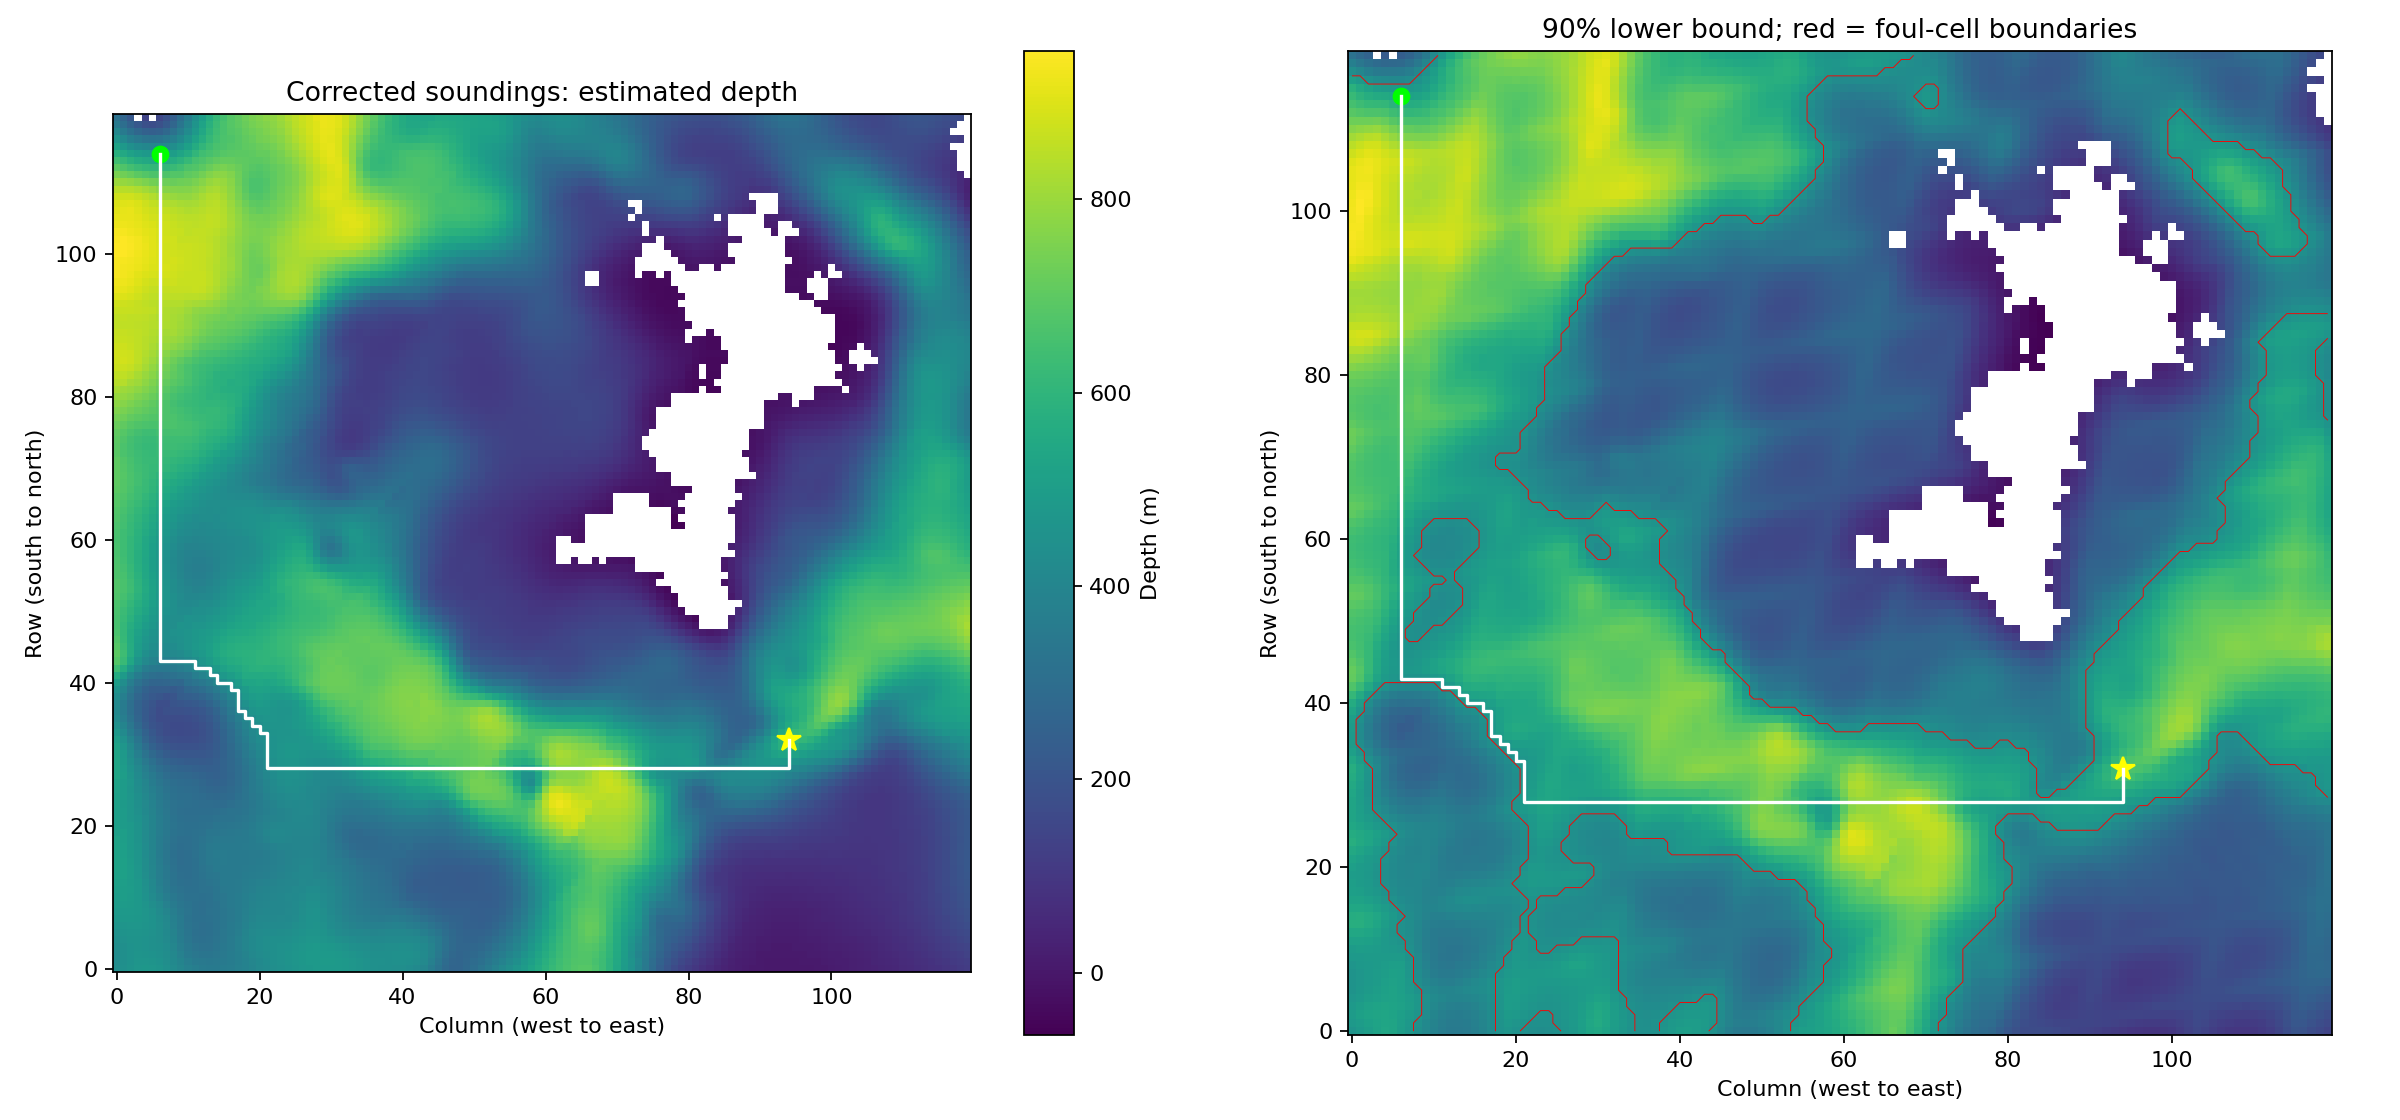 Corrected soundings: estimated depth
Row (south to north)
100
80
60
40
20
0
0 20 40 60 80 100
Column (west to east)
800
600
400
200
0
Depth (m)
90% lower bound; red = foul-cell boundaries
Row (south to north)
100
80
60
40
20
0
0 20 40 60 80 100
Column (west to east)